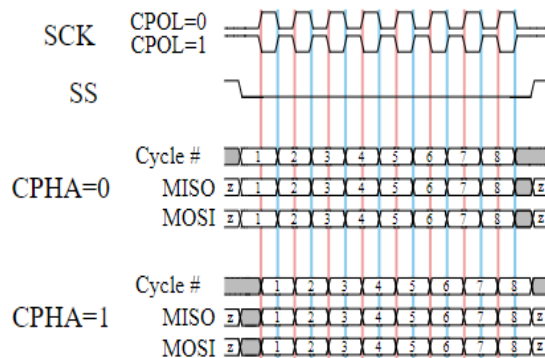 CPOL=0
SCK CPOL=1
SS
Cycle # 1 2 3 4 5 6 7 8
CPHA=0 MISO z 1 2 3 4 5 6 7 8 z
MOSI z 1 2 3 4 5 6 7 8 z
Cycle # 1 2 3 4 5 6 7 8
CPHA=1 MISO z 1 2 3 4 5 6 7 8 z
MOSI z 1 2 3 4 5 6 7 8 z